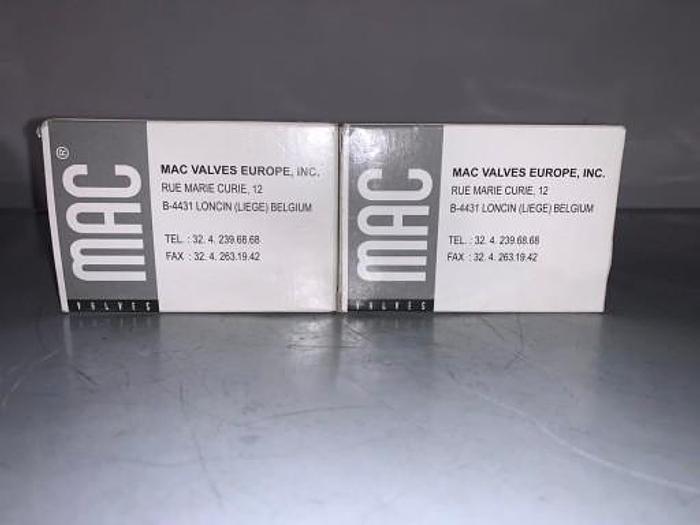 MAC®
VALVES
MAC VALVES EUROPE, INC.
RUE MARIE CURIE, 12
B-4431 LONCIN (LIEGE) BELGIUM
TEL. : 32. 4. 239.68.68
FAX : 32. 4. 263.19.42
MAC
VALVES
MAC VALVES EUROPE, INC.
RUE MARIE CURIE, 12
B-4431 LONCIN (LIEGE) BELGIUM
TEL. : 32. 4. 239.68.68
FAX : 32. 4. 263.19.42